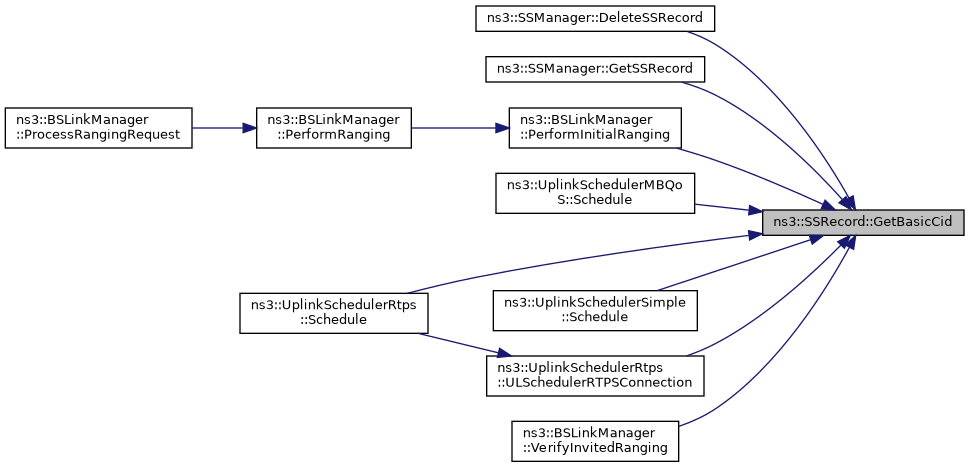 ns3::SSManager::DeleteSSRecord
ns3::SSManager::GetSSRecord
ns3::BSLinkManager
::ProcessRangingRequest
ns3::BSLinkManager
::PerformRanging
ns3::BSLinkManager
::PerformInitialRanging
ns3::UplinkSchedulerMBQo
S::Schedule
ns3::SSRecord::GetBasicCid
ns3::UplinkSchedulerRtps
::Schedule
ns3::UplinkSchedulerSimple
::Schedule
ns3::UplinkSchedulerRtps
::ULSchedulerRTPSConnection
ns3::BSLinkManager
::VerifyInvitedRanging